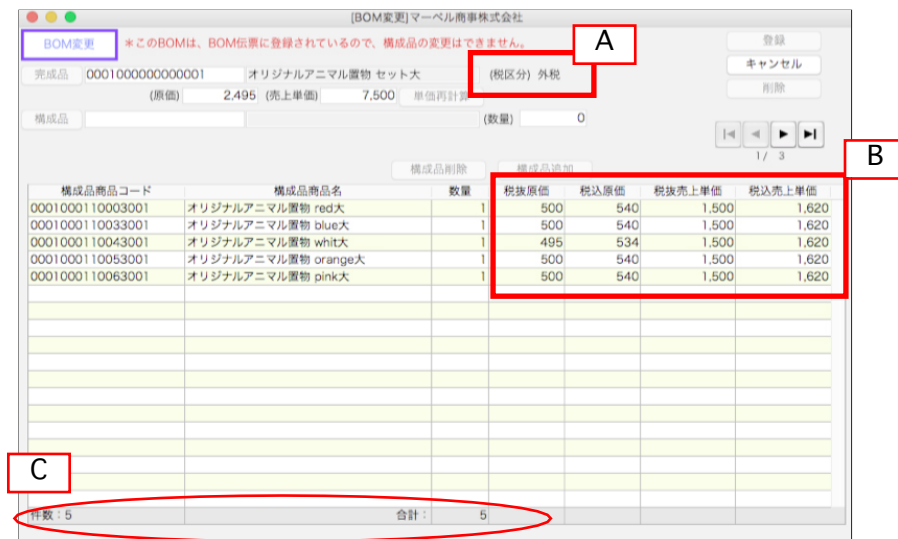 [BOM変更]マーベル商事株式会社
BOM変更 *このBOMは、BOM伝票に登録されているので、構成品の変更はできません。 A 登録
キャンセル
完成品 0001000000000001 オリジナルアニマル置物 セット大 (税区分) 外税
削除
(原価) 2,495 (売上単価) 7,500 単価再計算
構成品 (数量) 0
1/ 3
B
構成品削除 構成品追加
構成品商品コード 構成品商品名 数量 税抜原価 税込原価 税抜売上単価 税込売上単価
0001000110003001 オリジナルアニマル置物 red大 1 500 540 1,500 1,620
0001000110033001 オリジナルアニマル置物 blue大 1 500 540 1,500 1,620
0001000110043001 オリジナルアニマル置物 whit大 1 495 534 1,500 1,620
0001000110053001 オリジナルアニマル置物 orange大 1 500 540 1,500 1,620
0001000110063001 オリジナルアニマル置物 pink大 1 500 540 1,500 1,620
C
件数：5 合計： 5